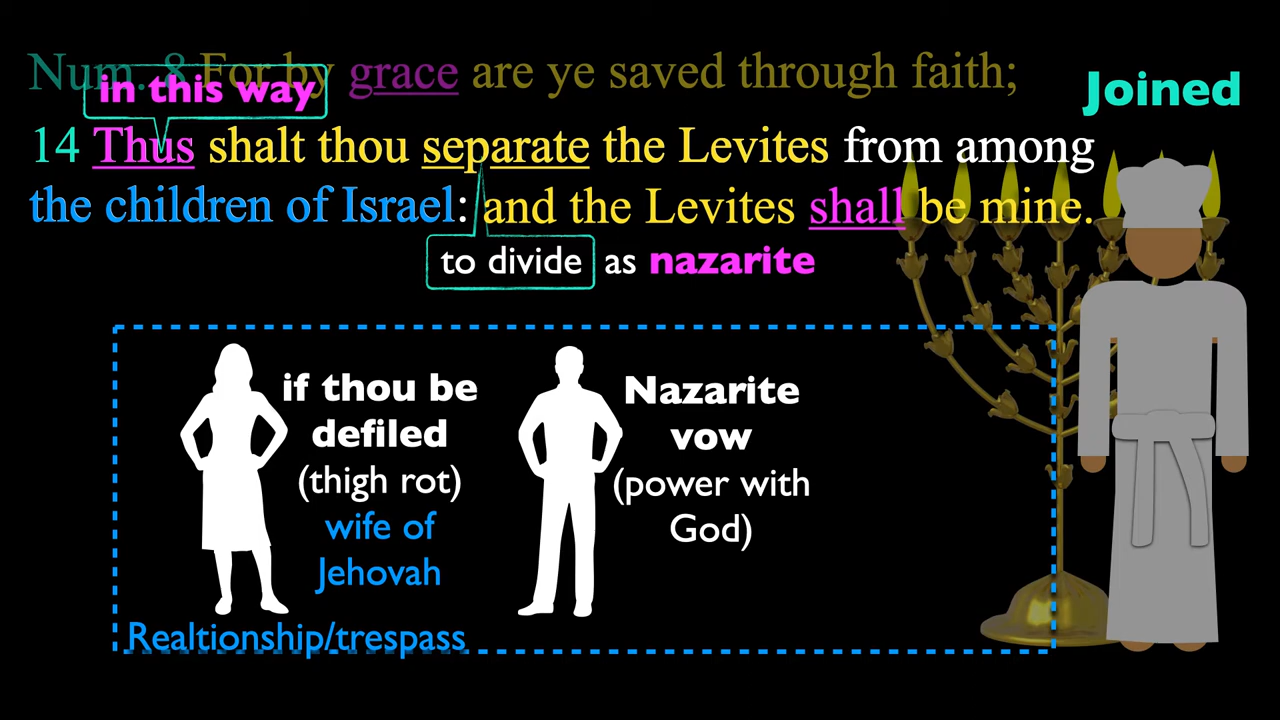 Num. 8 For by grace are ye saved through faith;
in this way
Joined
14 Thus shalt thou separate the Levites from among
the children of Israel: and the Levites shall be mine.
to divide as nazarite
if thou be
defiled
(thigh rot)
wife of
Jehovah
Nazarite
vow
(power with
God)
Realtionship/trespass